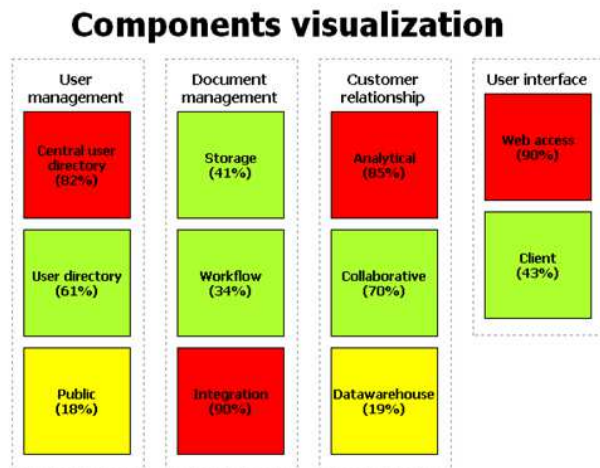 Components visualization
User
management
Central user
directory
(82%)
User directory
(61%)
Public
(18%)
Document
management
Storage
(41%)
Workflow
(34%)
Integration
(90%)
Customer
relationship
Analytical
(85%)
Collaborative
(70%)
Datawarehouse
(19%)
User interface
Web access
(90%)
Client
(43%)